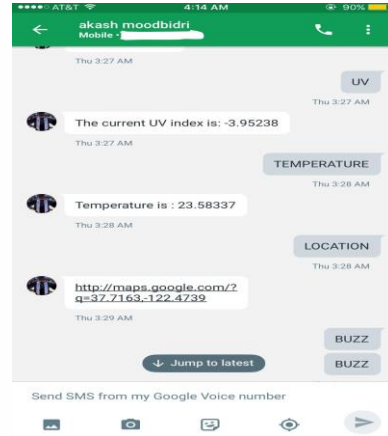 AT&T 4:14 AM 90%
akash moodbidri
Mobile •
Thu 3:27 AM
UV
Thu 3:27 AM
The current UV index is: -3.95238
Thu 3:27 AM
TEMPERATURE
Thu 3:28 AM
Temperature is : 23.58337
Thu 3:28 AM
LOCATION
Thu 3:28 AM
http://maps.google.com/?
q=37.7163,-122.4739
Thu 3:29 AM
BUZZ
Jump to latest
BUZZ
Send SMS from my Google Voice number